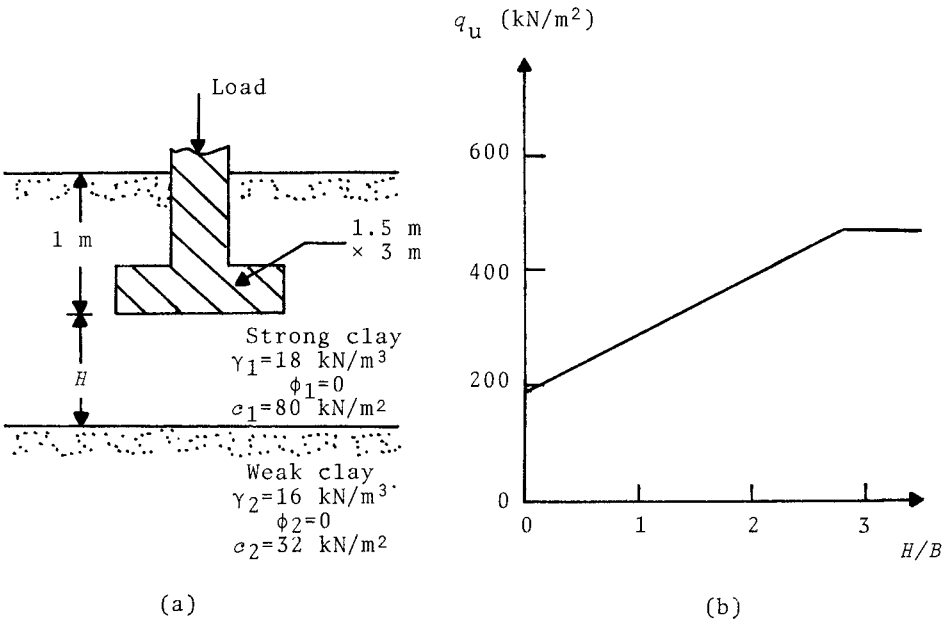 Load
1 m
1.5 m
× 3 m
H
Strong clay
γ₁=18 kN/m³
ϕ₁=0
c₁=80 kN/m²
Weak clay
γ₂=16 kN/m³
ϕ₂=0
c₂=32 kN/m²
(a)
qᵤ (kN/m²)
600
400
200
0
0 1 2 3
H/B
(b)